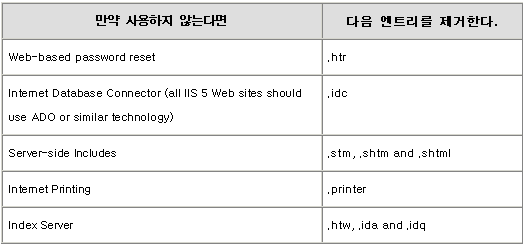 만약 사용하지 않는다면 다음 엔트리를 제거한다.
Web-based password reset .htr
Internet Database Connector (all IIS 5 Web sites should .idc
use ADO or similar technology)
Server-side Includes .stm, .shtm and .shtml
Internet Printing .printer
Index Server .htw, .ida and .idq